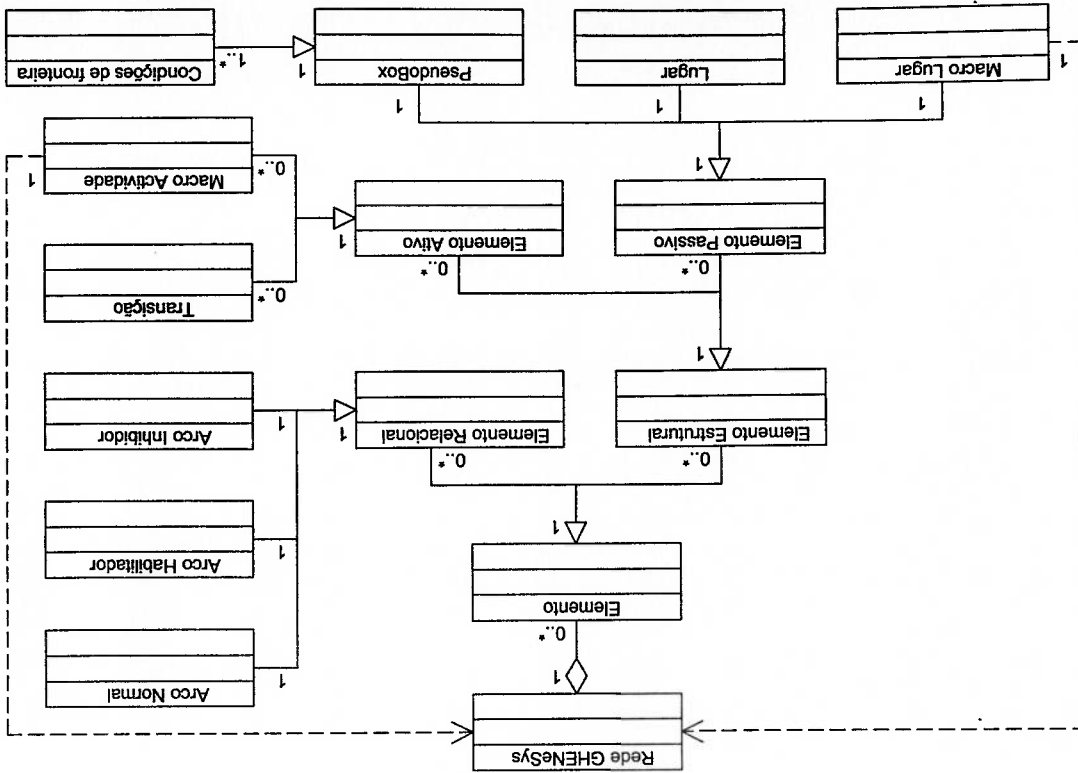 Rede GHENeSys
1
0..*
Elemento
1
0..*
0..*
Elemento Estrutural
Elemento Relacional
1
1
Arco Normal
1
Arco Habilitador
1
Arco Inhibidor
1
0..*
0..*
Elemento Passivo
Elemento Ativo
1
1
Transição
0..*
Macro Actividade
0..*
1
1
1
1
Macro Lugar
1
Lugar
PseudoBox
1
1..*
Condições de fronteira